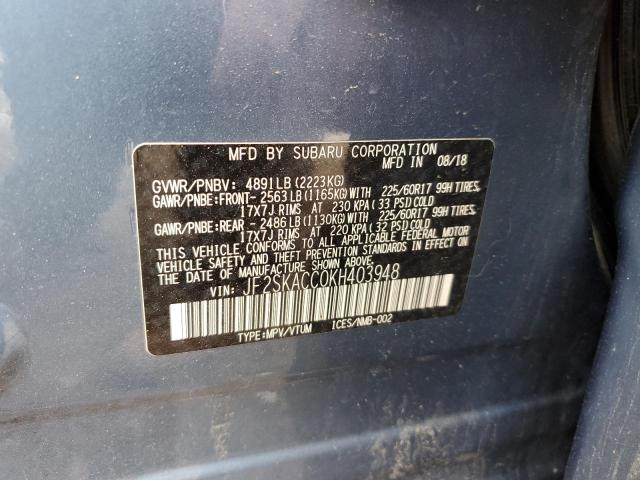 MFD BY SUBARU CORPORATION
MFD IN 08/18
GVWR/PNBV: 4891LB(2223KG)
GAWR/PNBE:FRONT- 2563LB(1165KG)WITH 225/60R17 99H TIRES,
17X7J RIMS AT 230 KPA(33 PSI)COLD
GAWR/PNBE:REAR - 2486LB(1130KG)WITH 225/60R17 99H TIRES,
17X7J RIMS AT 220 KPA(32 PSI)COLD
THIS VEHICLE CONFORMS TO ALL APPLICABLE FEDERAL MOTOR
VEHICLE SAFETY AND THEFT PREVENTION STANDARDS IN EFFECT
ON THE DATE OF MANUFACTURE SHOWN ABOVE.
VIN: JF2SKACC0KH403948
TYPE:MPV/VTUM ICES/NMB-002